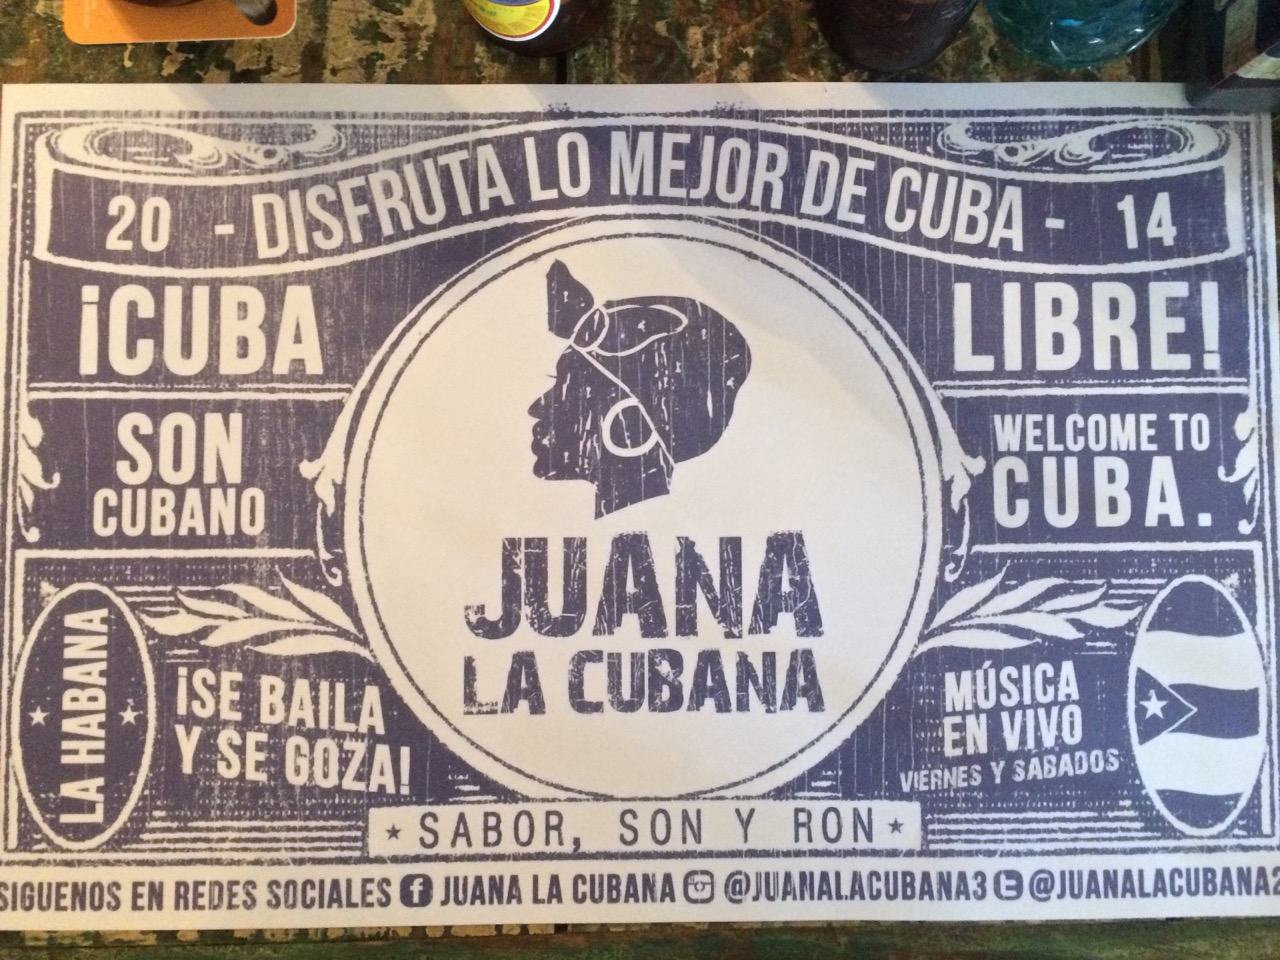 20 - DISFRUTA LO MEJOR DE CUBA - 14
¡CUBA LIBRE!
SON
CUBANO
WELCOME TO
CUBA.
JUANA
LA CUBANA
LA HABANA
¡SE BAILA
Y SE GOZA!
MÚSICA
EN VIVO
VIERNES Y SABADOS
SABOR, SON Y RON
SIGUENOS EN REDES SOCIALES JUANA LA CUBANA @JUANALACUBANA3 @JUANALACUBANA2